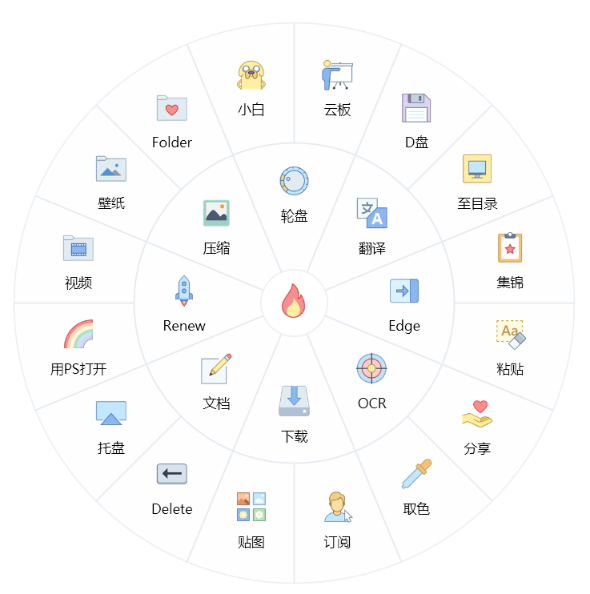 小白
云板
Folder
D盘
壁纸
至目录
轮盘
压缩
翻译
视频
集锦
Renew
Edge
用PS打开
粘贴
Aa
文档
OCR
下载
托盘
分享
Delete
取色
贴图
订阅
文
A